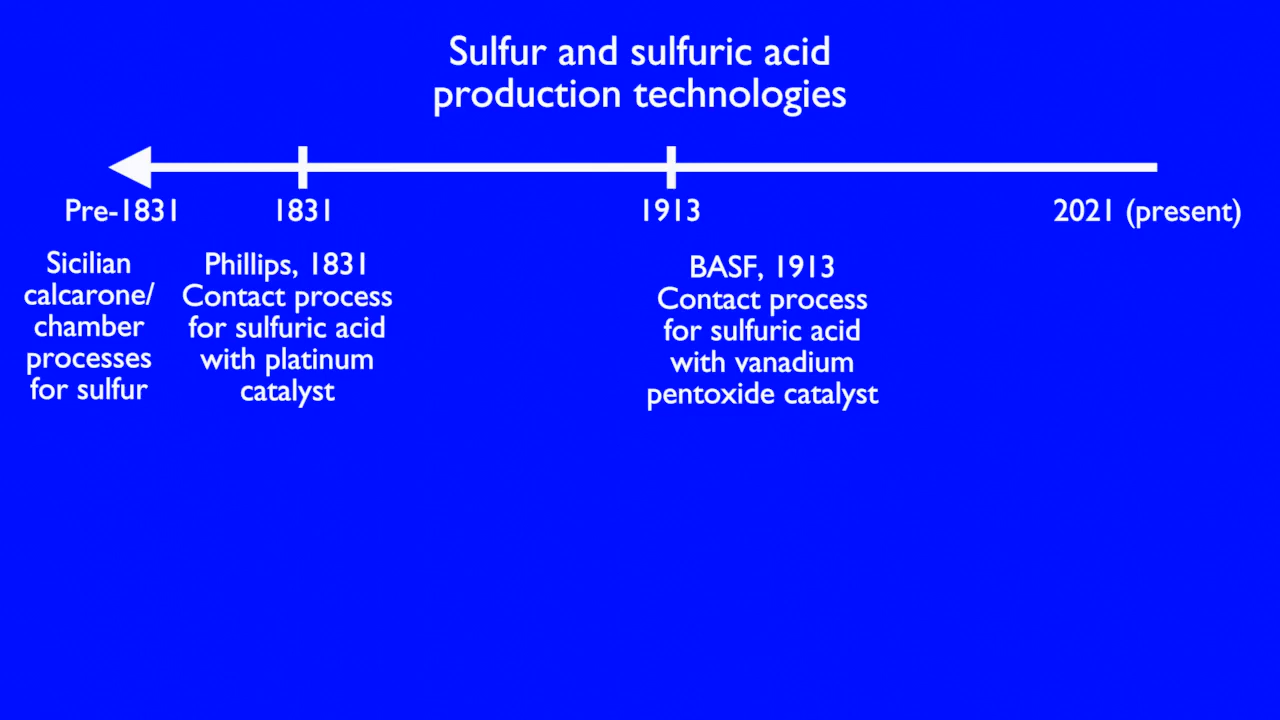 Sulfur and sulfuric acid
production technologies
Pre-1831
1831
1913
2021 (present)
Sicilian
calcarone/
chamber
processes
for sulfur
Phillips, 1831
Contact process
for sulfuric acid
with platinum
catalyst
BASF, 1913
Contact process
for sulfuric acid
with vanadium
pentoxide catalyst